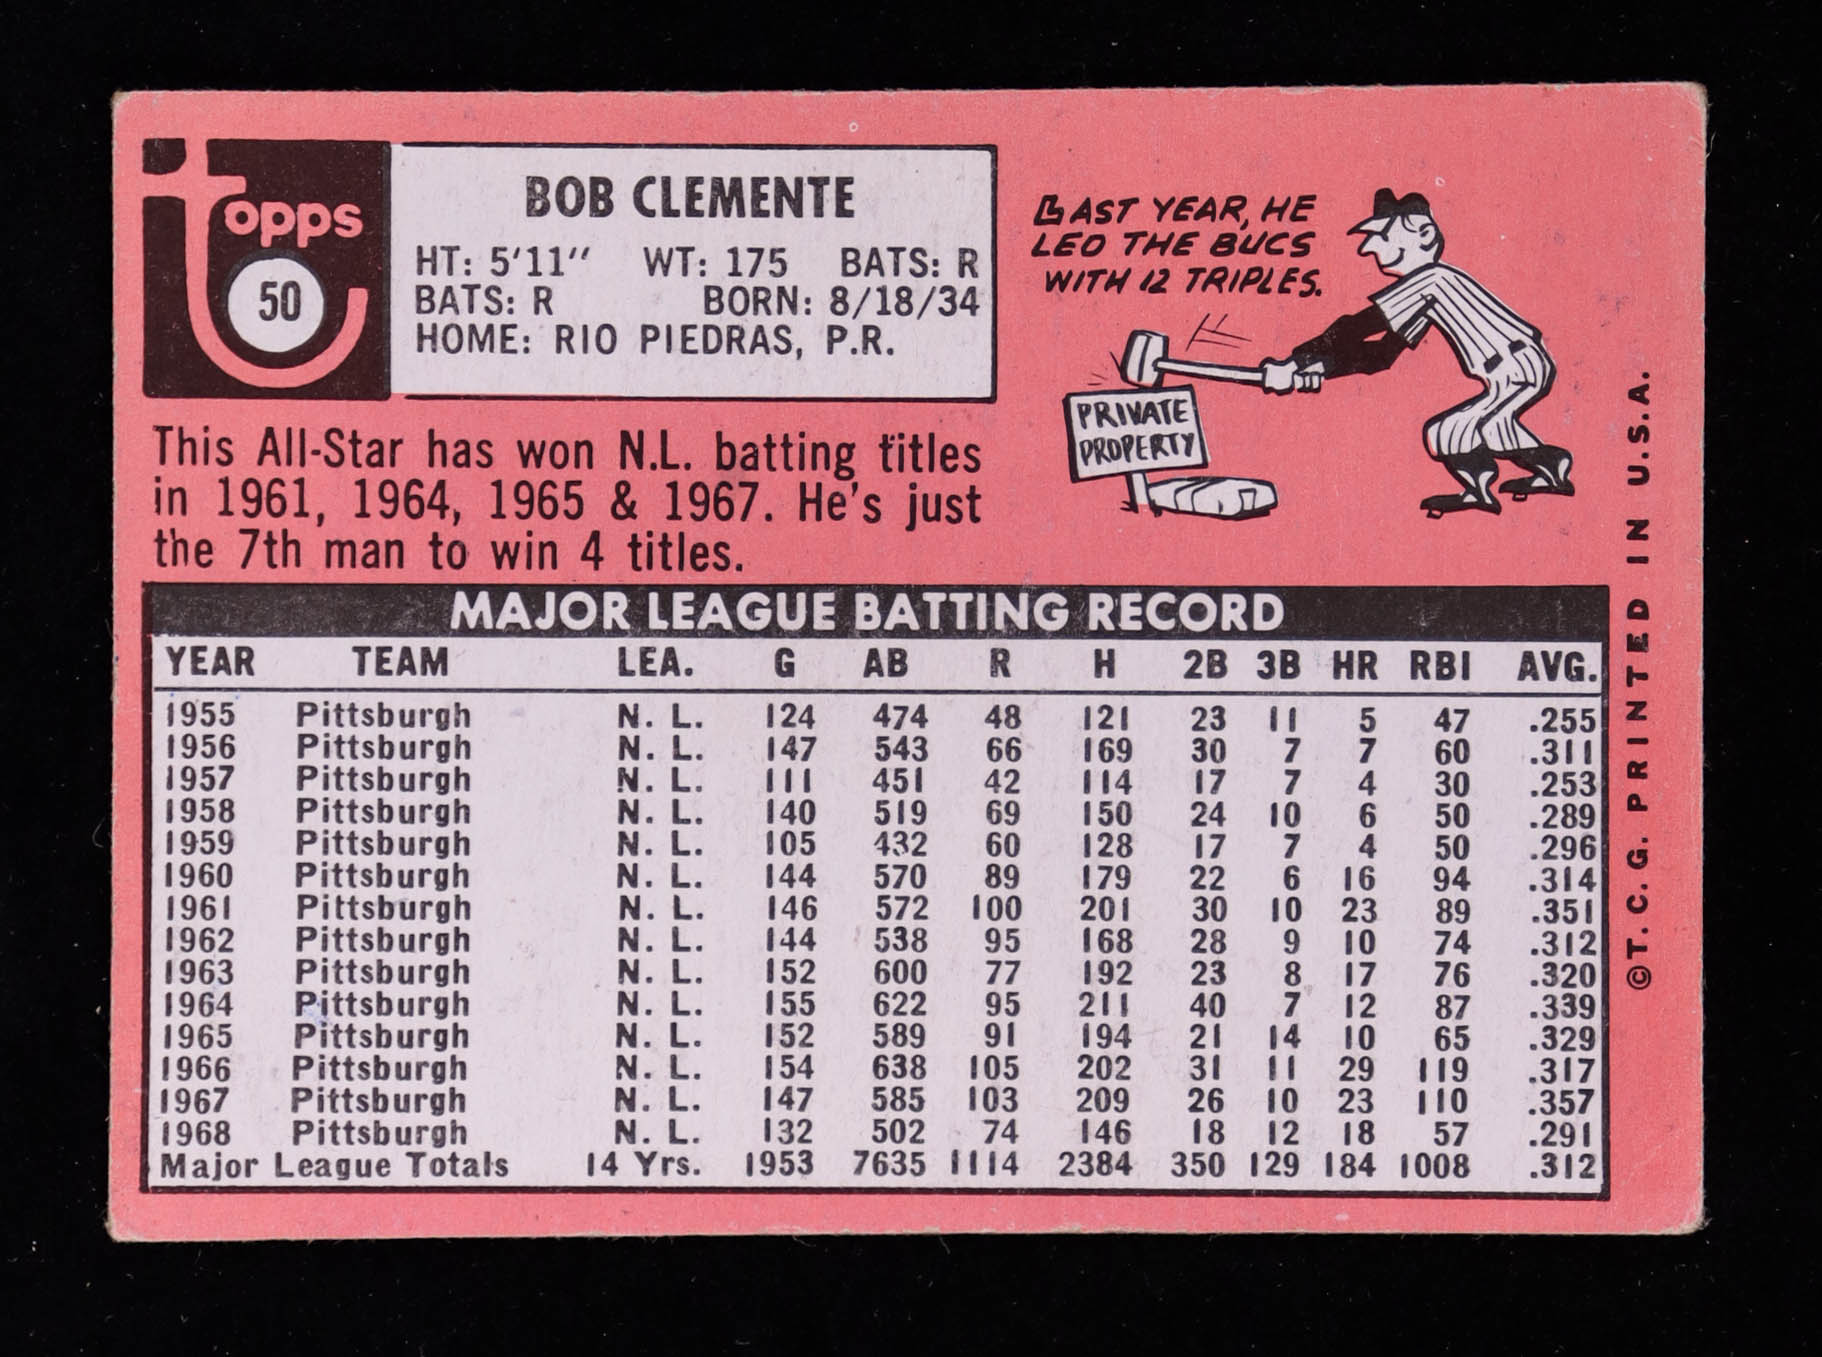 topps
50
BOB CLEMENTE
HT: 5'11" WT: 175 BATS: R
BATS: R BORN: 8/18/34
HOME: RIO PIEDRAS, P.R.
LAST YEAR, HE
LED THE BUCS
WITH 12 TRIPLES.
PRIVATE
PROPERTY
This All-Star has won N.L. batting titles
in 1961, 1964, 1965 & 1967. He's just
the 7th man to win 4 titles.
MAJOR LEAGUE BATTING RECORD
YEAR TEAM LEA. G AB R H 2B 3B HR RBI AVG.
1955 Pittsburgh N. L. 124 474 48 121 23 11 5 47 .255
1956 Pittsburgh N. L. 147 543 66 169 30 7 7 60 .311
1957 Pittsburgh N. L. 111 451 42 114 17 7 4 30 .253
1958 Pittsburgh N. L. 140 519 69 150 24 10 6 50 .289
1959 Pittsburgh N. L. 105 432 60 128 17 7 4 50 .296
1960 Pittsburgh N. L. 144 570 89 179 22 6 16 94 .314
1961 Pittsburgh N. L. 146 572 100 201 30 10 23 89 .351
1962 Pittsburgh N. L. 144 538 95 168 28 9 10 74 .312
1963 Pittsburgh N. L. 152 600 77 192 23 8 17 76 .320
1964 Pittsburgh N. L. 155 622 95 211 40 7 12 87 .339
1965 Pittsburgh N. L. 152 589 91 194 21 14 10 65 .329
1966 Pittsburgh N. L. 154 638 105 202 31 11 29 119 .317
1967 Pittsburgh N. L. 147 585 103 209 26 10 23 110 .357
1968 Pittsburgh N. L. 132 502 74 146 18 12 18 57 .291
Major League Totals 14 Yrs. 1953 7635 1114 2384 350 129 184 1008 .312
©T. C. G. PRINTED IN U.S.A.